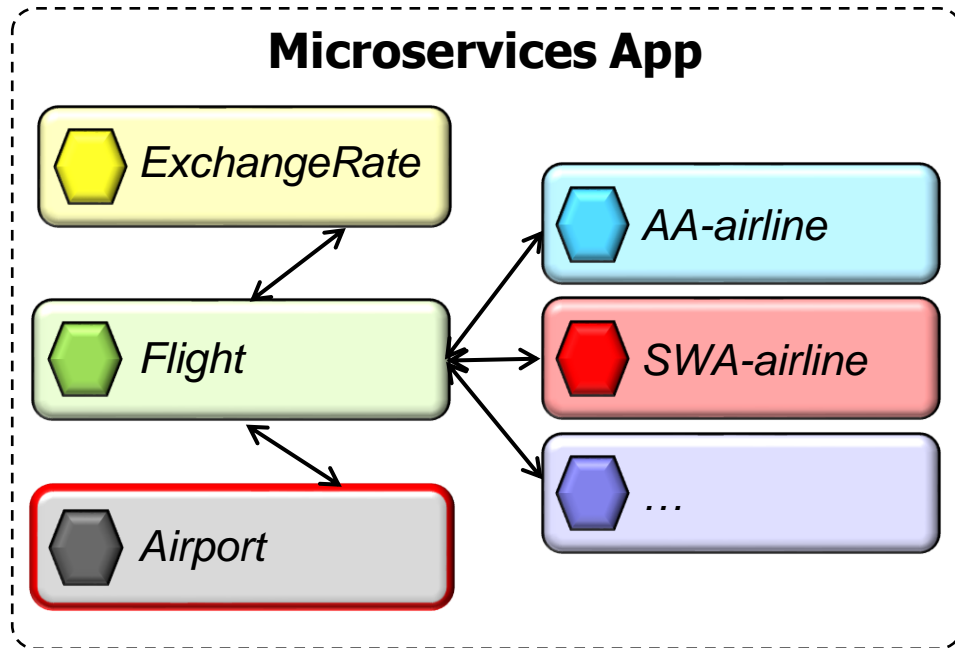 Microservices App
ExchangeRate
Flight
Airport
AA-airline
SWA-airline
...